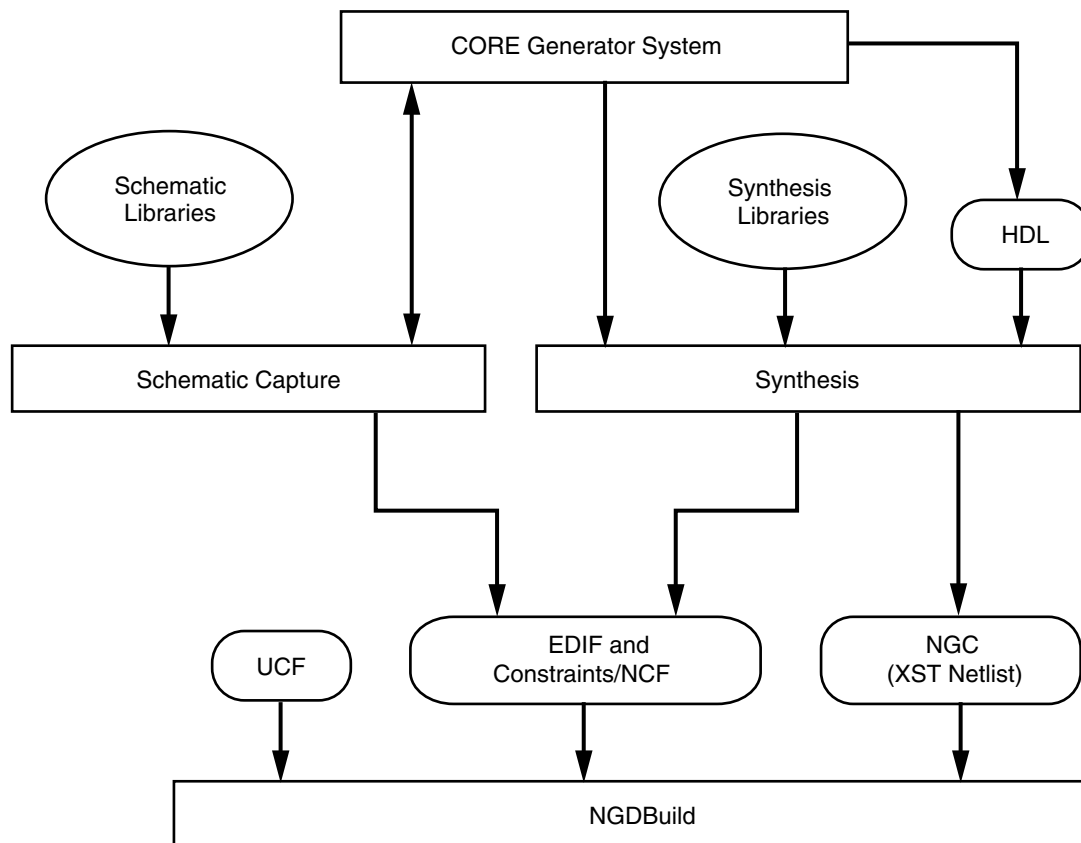 CORE Generator System
Schematic
Libraries
Synthesis
Libraries
HDL
Schematic Capture
Synthesis
UCF
EDIF and
Constraints/NCF
NGC
(XST Netlist)
NGDBuild